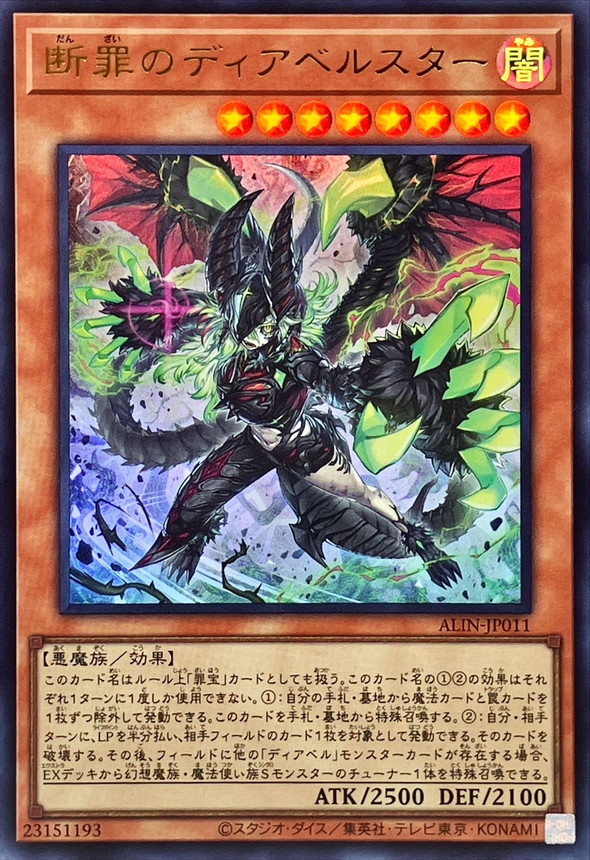 断罪のディアベルスター
闇
ALIN-JP011
【悪魔族／効果】
このカード名はルール上「罪宝」カードとしても扱う。このカード名の①②の効果はそれ
ぞれ1ターンに1度しか使用できない。①：自分の手札・墓地から魔法カードと罠カードを
1枚ずつ除外して発動できる。このカードを手札・墓地から特殊召喚する。②：自分・相手
ターンに、LPを半分払い、相手フィールドのカード1枚を対象として発動できる。そのカードを
破壊する。その後、フィールドに他の「ディアベル」モンスターカードが存在する場合、
EXデッキから幻想魔族・魔法使い族Sモンスターのチューナー1体を特殊召喚できる。
ATK/2500 DEF/2100
23151193 ©スタジオ・ダイス／集英社・テレビ東京・KONAMI